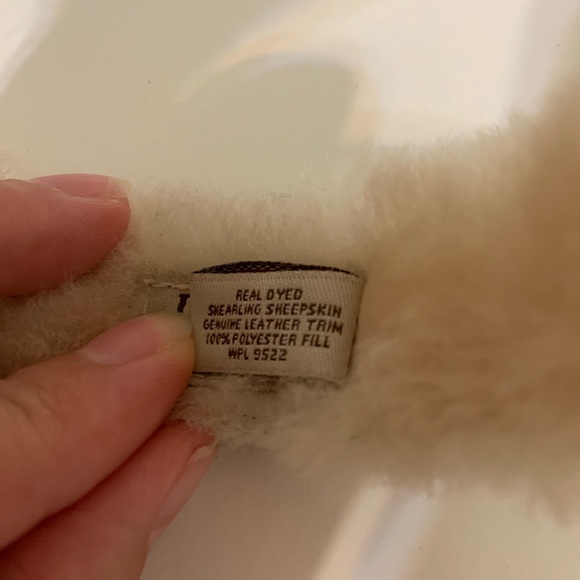 REAL DYED
SHEARLING SHEEPSKIN
GENUINE LEATHER TRIM
100% POLYESTER FILL
WPL 9522